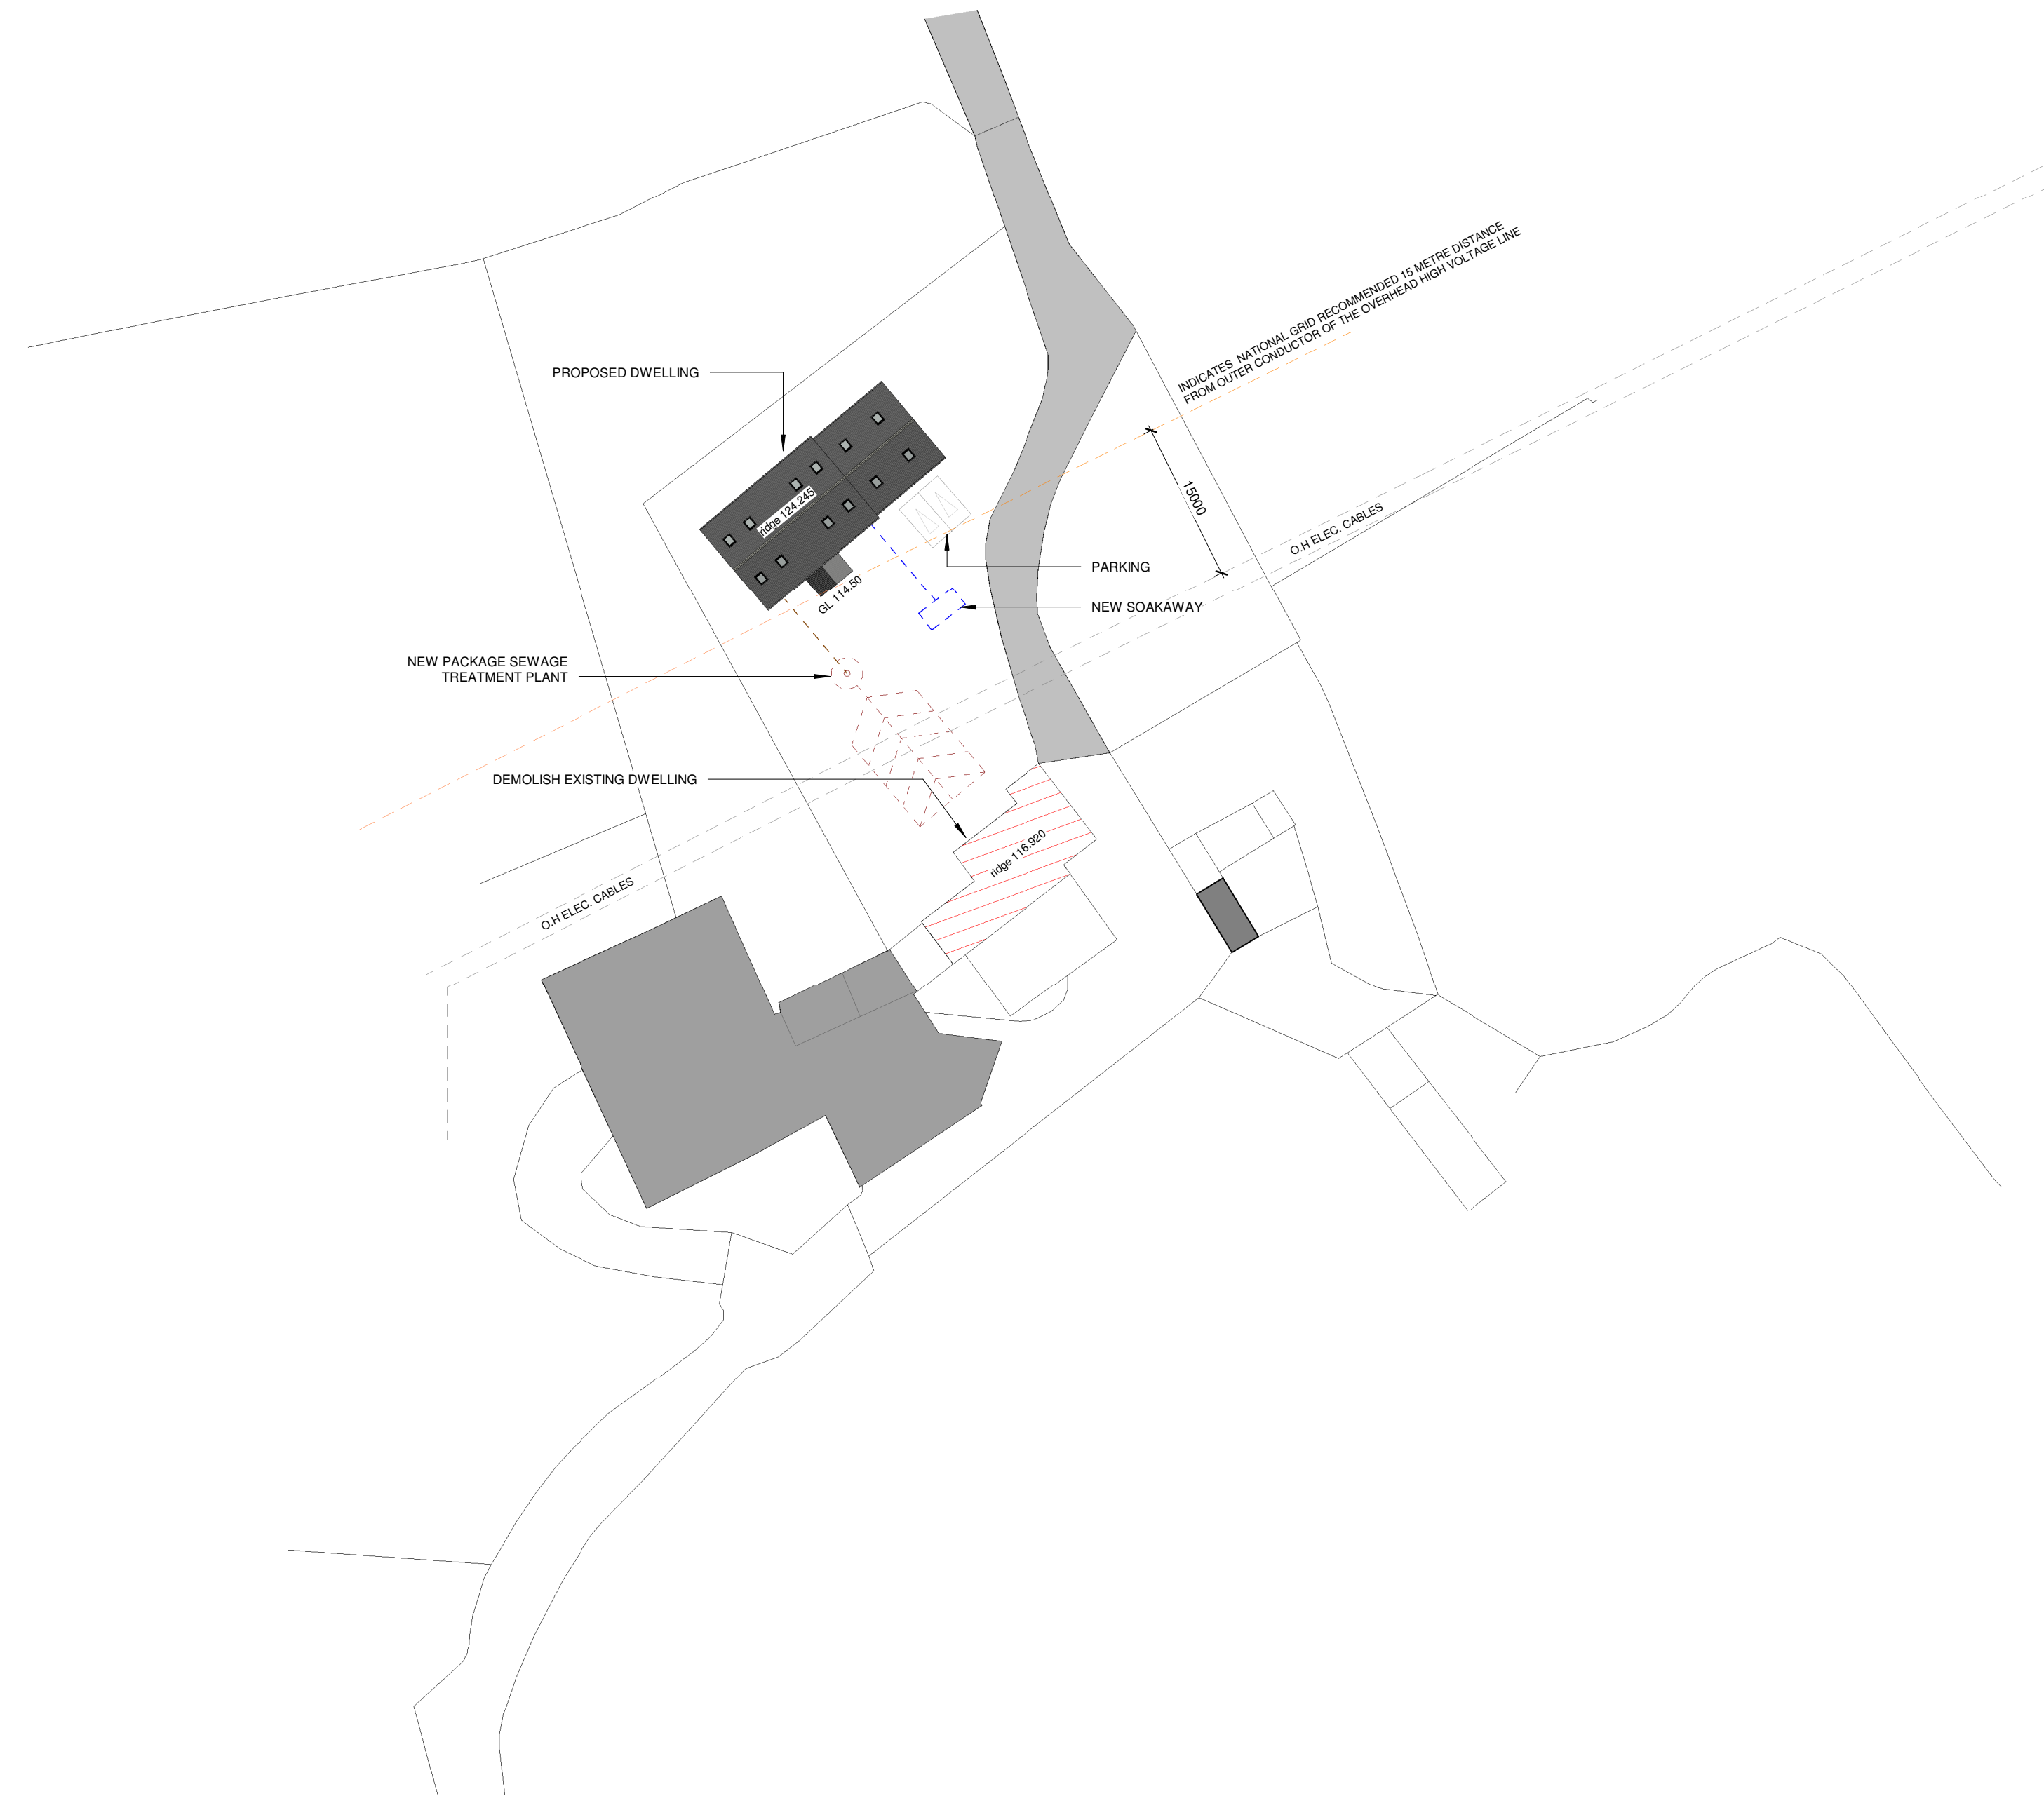 INDICATES NATIONAL GRID RECOMMENDED 15 METRE DISTANCE
FROM OUTER CONDUCTOR OF THE OVERHEAD HIGH VOLTAGE LINE
PROPOSED DWELLING
ridge 124.245
15000
O.H ELEC. CABLES
PARKING
GL 114.50
NEW SOAKAWAY
NEW PACKAGE SEWAGE
TREATMENT PLANT
DEMOLISH EXISTING DWELLING
ridge 116.920
O.H ELEC. CABLES